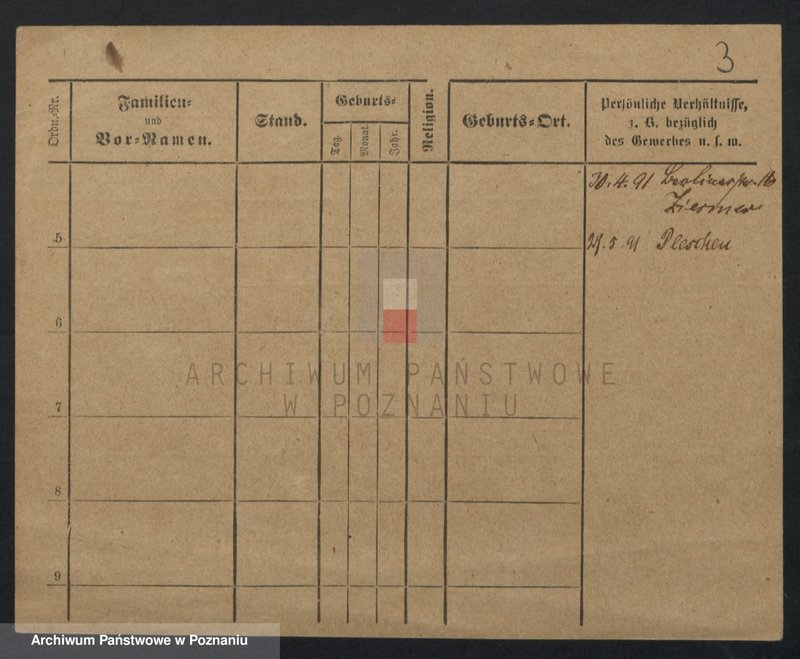 3
Ordn.-Nr.
Familien-
und
Vor-Namen.
Stand.
Geburts-
Tag.
Monat.
Jahr.
Religion.
Geburts-Ort.
Persönliche Verhältnisse,
z. B. bezüglich
des Gewerbes u. s. w.
30.4.91 Berlinerstr.
5
5. 91 Pleschen
6
7
8
9
ARCHIWUM PAŃSTWOWE
W POZNANIU
Archiwum Państwowe w Poznaniu